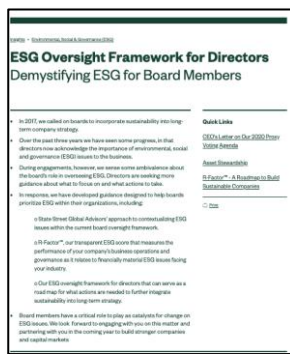 Insights • Environmental, Social & Governance (ESG)
ESG Oversight Framework for Directors
Demystifying ESG for Board Members
• In 2017, we called on boards to incorporate sustainability into long-
term company strategy.
• Over the past three years we have seen some progress, in that
directors now acknowledge the importance of environmental, social
and governance (ESG) issues to the business.
• During engagements, however, we sense some ambivalence about
the board's role in overseeing ESG. Directors are seeking more
guidance about what to focus on and what actions to take.
• In response, we have developed guidance designed to help boards
prioritize ESG within their organizations, including:
o State Street Global Advisors' approach to contextualizing ESG
issues within the current board oversight framework.
o R-Factor™, our transparent ESG score that measures the
performance of your company's business operations and
governance as it relates to financially material ESG issues facing
your industry.
o Our ESG oversight framework for directors that can serve as a
road map for what actions are needed to further integrate
sustainability into long-term strategy.
• Board members have a critical role to play as catalysts for change on
ESG issues. We look forward to engaging with you on this matter and
partnering with you in the coming year to build stronger companies
and capital markets
Quick Links
CEO's Letter on Our 2020 Proxy
Voting Agenda
Asset Stewardship
R-Factor™ - A Roadmap to Build
Sustainable Companies
Print